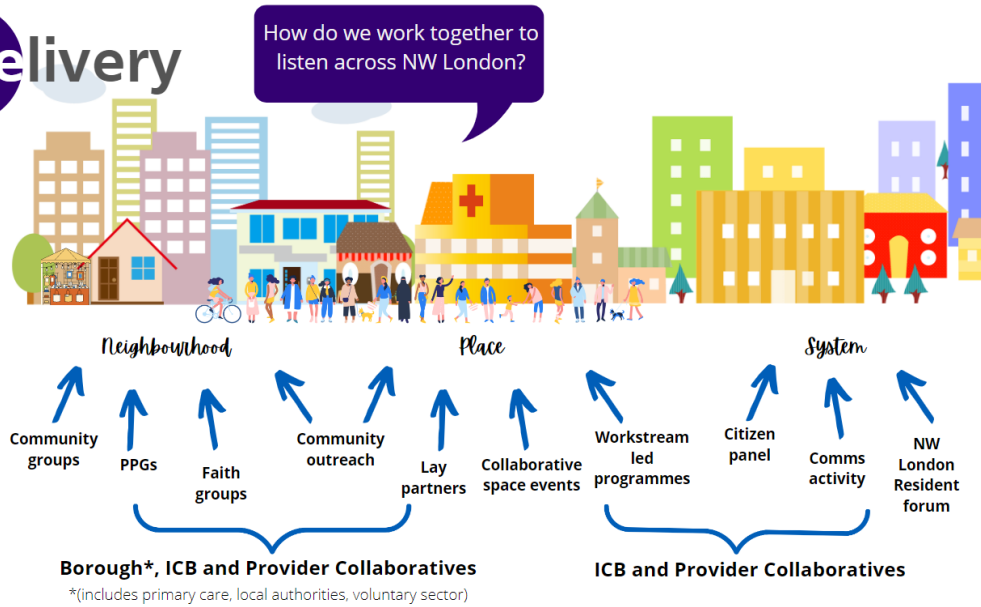 elivery
How do we work together to
listen across NW London?
Neighbourhood
Place
System
Community
groups
PPGs
Faith
groups
Community
outreach
Lay
partners
Collaborative
space events
Workstream
led
programmes
Citizen
panel
Comms
activity
NW
London
Resident
forum
Borough*, ICB and Provider Collaboratives
*(includes primary care, local authorities, voluntary sector)
ICB and Provider Collaboratives